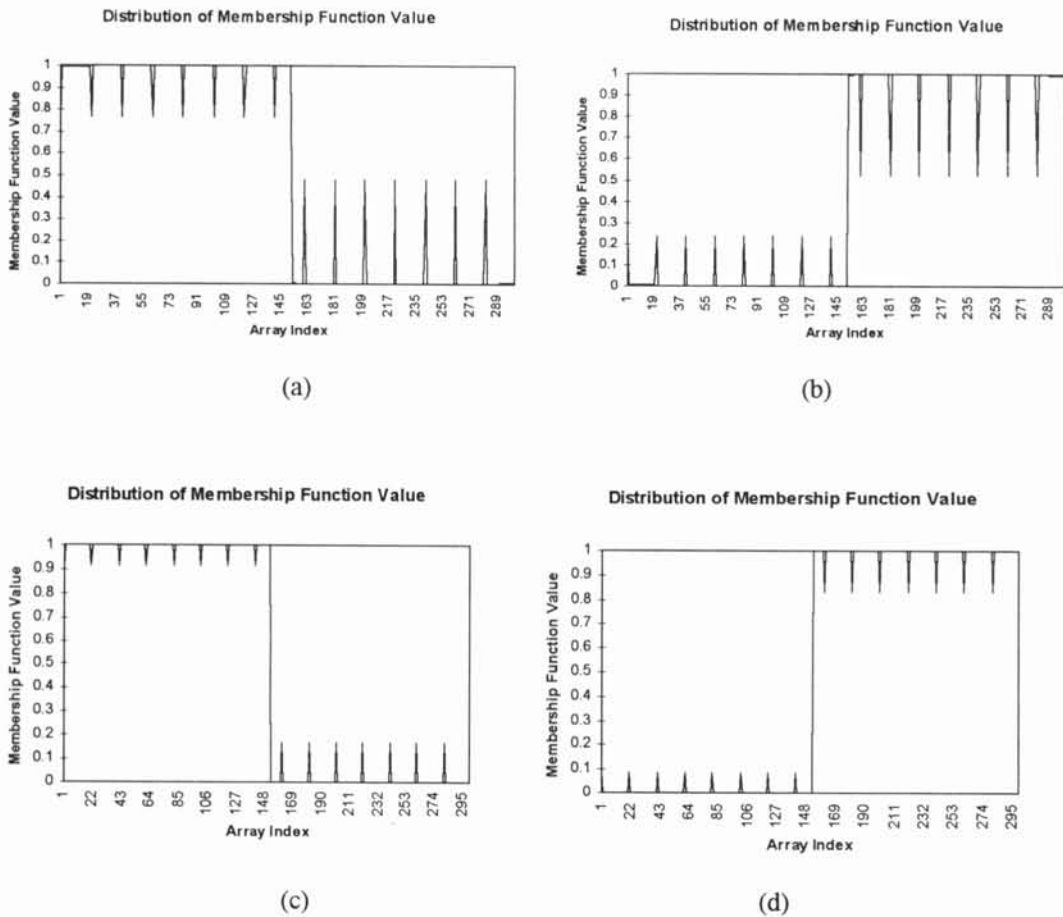 Distribution of Membership Function Value
Membership Function Value
1
0.9
0.8
0.7
0.6
0.5
0.4
0.3
0.2
0.1
0
1 19 37 55 73 91 109 127 145 163 181 199 217 235 253 271 289
Array Index
(a)
Distribution of Membership Function Value
Membership Function Value
1
0.9
0.8
0.7
0.6
0.5
0.4
0.3
0.2
0.1
0
1 19 37 55 73 91 109 127 145 163 181 199 217 235 253 271 289
Array Index
(b)
Distribution of Membership Function Value
Membership Function Value
1
0.9
0.8
0.7
0.6
0.5
0.4
0.3
0.2
0.1
0
1 22 43 64 85 106 127 148 169 190 211 232 253 274 295
Array Index
(c)
Distribution of Membership Function Value
Membership Function Value
1
0.9
0.8
0.7
0.6
0.5
0.4
0.3
0.2
0.1
0
1 22 43 64 85 106 127 148 169 190 211 232 253 274 295
Array Index
(d)